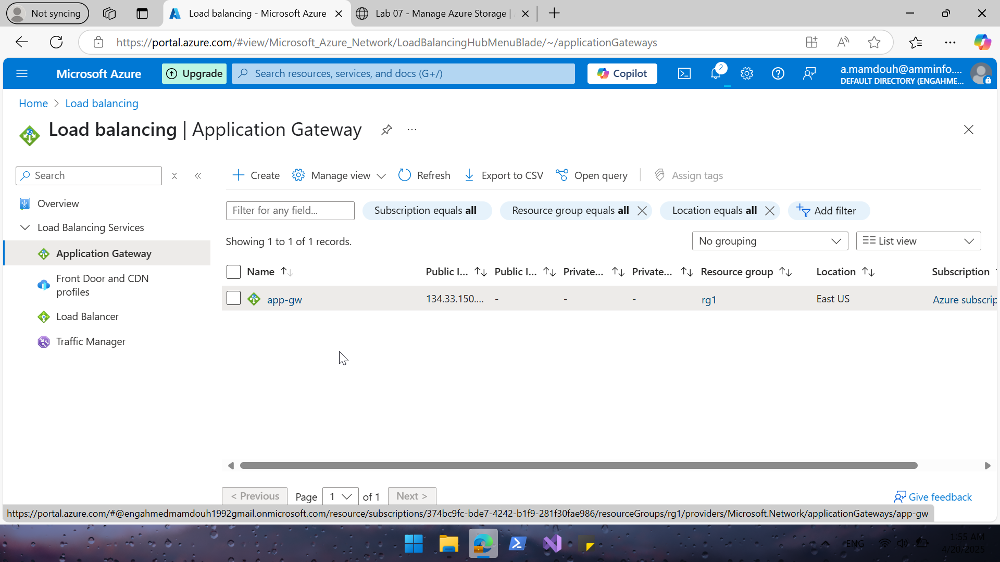 Not syncing
Load balancing - Microsoft Azure
Lab 07 - Manage Azure Storage |
https://portal.azure.com/#view/Microsoft_Azure_Network/LoadBalancingHubMenuBlade/~/applicationGateways
Microsoft Azure
Upgrade
Search resources, services, and docs (G+/)
Copilot
2
a.mamdouh@amminfo....
DEFAULT DIRECTORY (ENGAHME...
Home > Load balancing
Load balancing | Application Gateway
...
Search
Create
Manage view
Refresh
Export to CSV
Open query
Assign tags
Overview
Load Balancing Services
Application Gateway
Front Door and CDN
profiles
Load Balancer
Traffic Manager
Filter for any field...
Subscription equals all
Resource group equals all
Location equals all
Add filter
Showing 1 to 1 of 1 records.
No grouping
List view
Name Public I... Public I... Private... Private... Resource group Location Subscription
app-gw 134.33.150.... - - - rg1 East US Azure subscrip
< Previous Page 1 of 1 Next >
Give feedback
https://portal.azure.com/#@engahmedmamdouh1992gmail.onmicrosoft.com/resource/subscriptions/374bc9fc-bde7-4242-b1f9-281f30fae986/resourceGroups/rg1/providers/Microsoft.Network/applicationGateways/app-gw
ENG
1:55 AM
4/20/2025